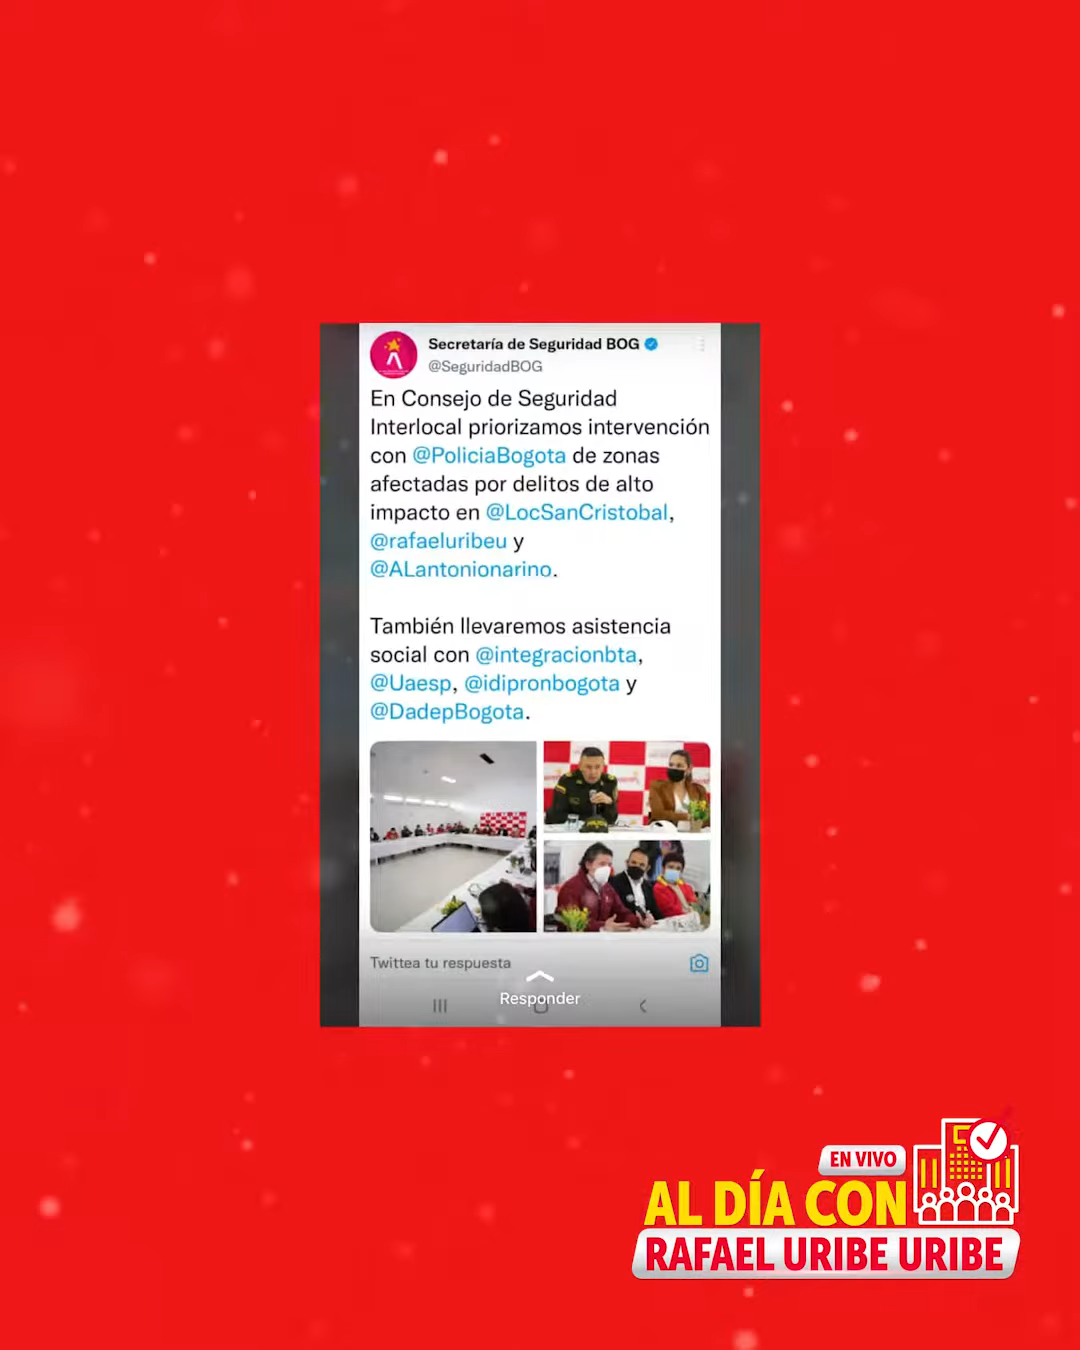 Secretaría de Seguridad BOG
@SeguridadBOG
En Consejo de Seguridad
Interlocal priorizamos intervención
con @PoliciaBogota de zonas
afectadas por delitos de alto
impacto en @LocSanCristobal,
@rafaeluribeu y
@ALantonionarino.
También llevaremos asistencia
social con @integracionbta,
@Uaesp, @idipronbogota y
@DadepBogota.
Twittea tu respuesta
Responder
EN VIVO
AL DÍA CON
RAFAEL URIBE URIBE